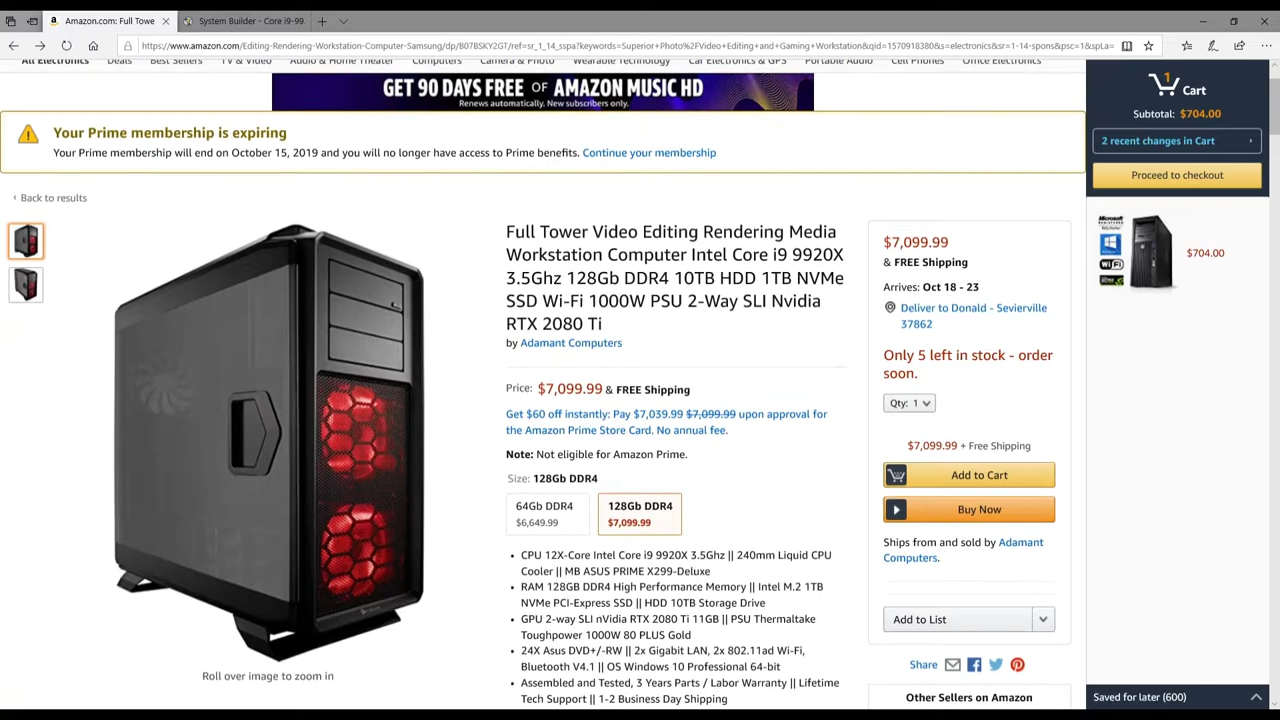 Amazon.com: Full Towe
System Builder - Core i9-99
https://www.amazon.com/Editing-Rendering-Workstation-Computer-Samsung/dp/B07BSKY2GT/ref=sr_1_14_sspa?keywords=Superior+Photo%2FVideo+Editing+and+Gaming+Workstation&qid=1570918380&s=electronics&sr=1-14-spons&psc=1&spLa=
All Electronics Deals Best Sellers TV & Video Audio & Home Theater Computers Camera & Photo Wearable Technology Car Electronics & GPS Portable Audio Cell Phones Office Electronics
GET 90 DAYS FREE OF AMAZON MUSIC HD
Renews automatically. New subscribers only.
Your Prime membership is expiring
Your Prime membership will end on October 15, 2019 and you will no longer have access to Prime benefits. Continue your membership
‹ Back to results
Roll over image to zoom in
Full Tower Video Editing Rendering Media
Workstation Computer Intel Core i9 9920X
3.5Ghz 128Gb DDR4 10TB HDD 1TB NVMe
SSD Wi-Fi 1000W PSU 2-Way SLI Nvidia
RTX 2080 Ti
by Adamant Computers
Price: $7,099.99 & FREE Shipping
Get $60 off instantly: Pay $7,039.99 $7,099.99 upon approval for
the Amazon Prime Store Card. No annual fee.
Note: Not eligible for Amazon Prime.
Size: 128Gb DDR4
64Gb DDR4
$6,649.99
128Gb DDR4
$7,099.99
• CPU 12X-Core Intel Core i9 9920X 3.5Ghz || 240mm Liquid CPU
Cooler || MB ASUS PRIME X299-Deluxe
• RAM 128GB DDR4 High Performance Memory || Intel M.2 1TB
NVMe PCI-Express SSD || HDD 10TB Storage Drive
• GPU 2-way SLI nVidia RTX 2080 Ti 11GB || PSU Thermaltake
Toughpower 1000W 80 PLUS Gold
• 24X Asus DVD+/-RW || 2x Gigabit LAN, 2x 802.11ad Wi-Fi,
Bluetooth V4.1 || OS Windows 10 Professional 64-bit
• Assembled and Tested, 3 Years Parts / Labor Warranty || Lifetime
Tech Support || 1-2 Business Day Shipping
$7,099.99
& FREE Shipping
Arrives: Oct 18 - 23
Deliver to Donald - Sevierville
37862
Only 5 left in stock - order
soon.
Qty: 1
$7,099.99 + Free Shipping
Add to Cart
Buy Now
Ships from and sold by Adamant
Computers.
Add to List
Share
Other Sellers on Amazon
1
Cart
Subtotal: $704.00
2 recent changes in Cart
Proceed to checkout
Microsoft
WiFi
$704.00
Saved for later (600)